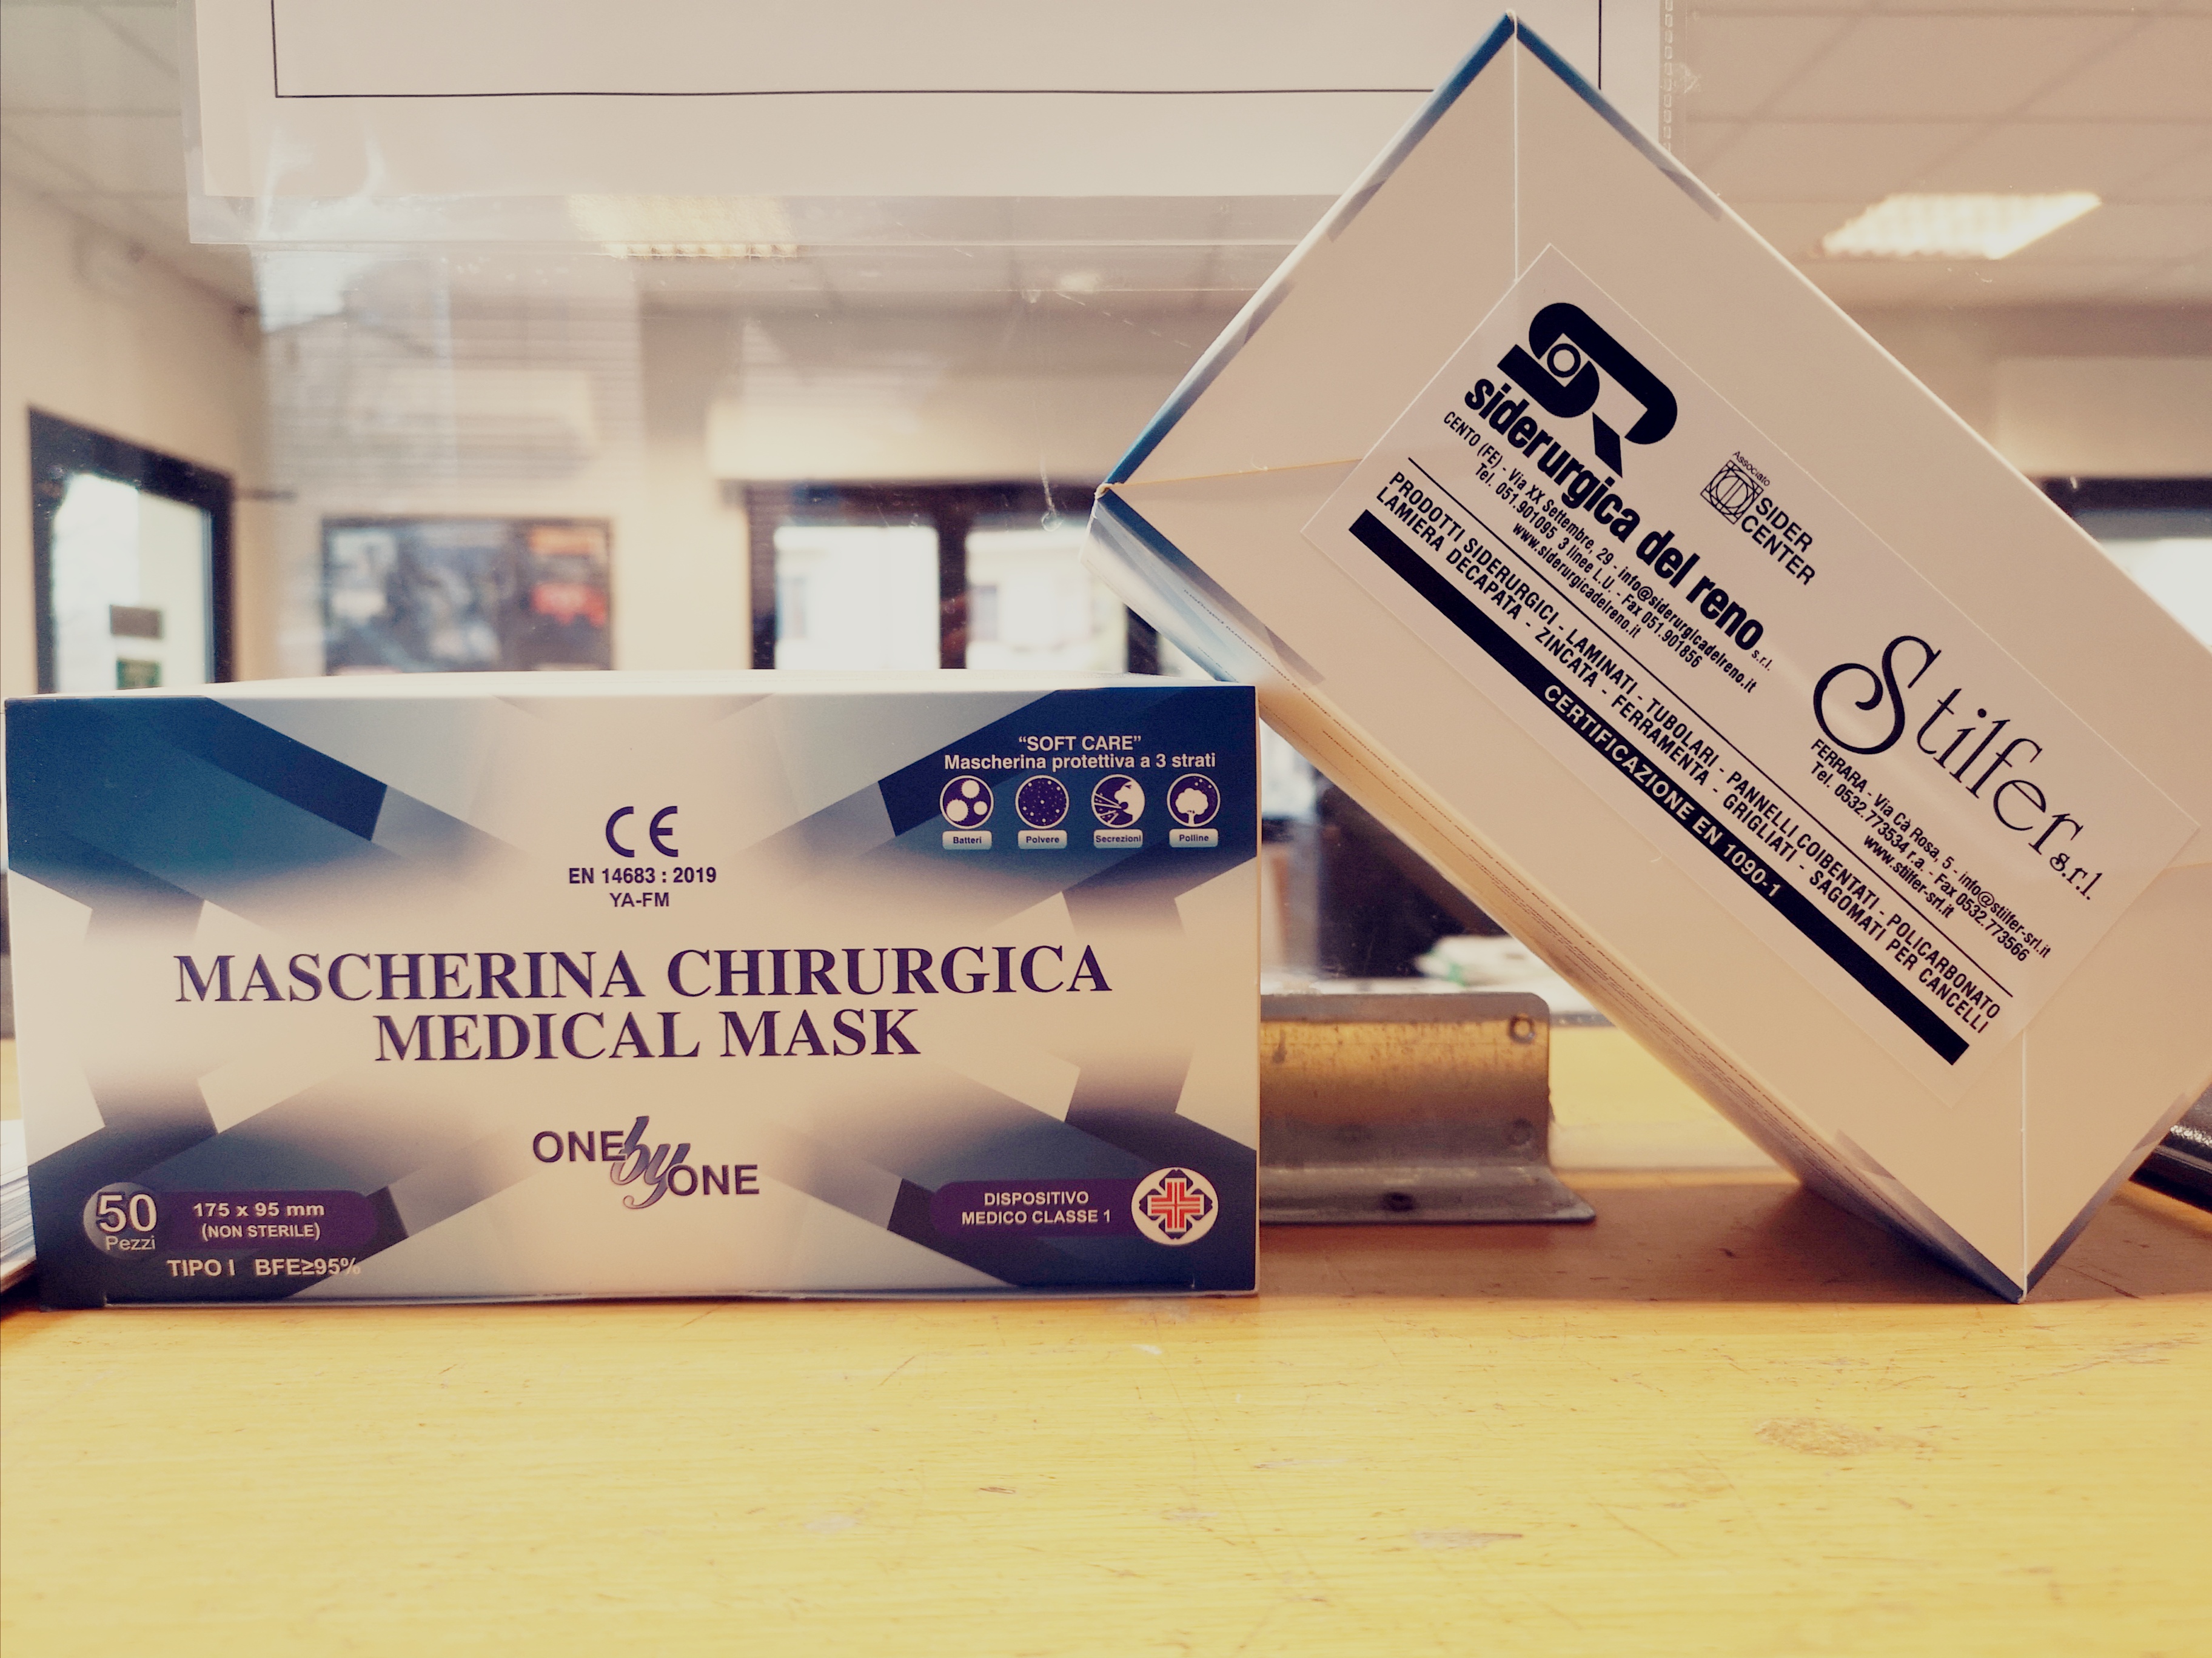 “SOFT CARE”
Mascherina protettiva a 3 strati
Batteri
Polvere
Secrezioni
Polline
CE
EN 14683 : 2019
YA-FM
MASCHERINA CHIRURGICA
MEDICAL MASK
ONE by ONE
50
Pezzi
175 x 95 mm
(NON STERILE)
TIPO I BFE≥95%
DISPOSITIVO
MEDICO CLASSE 1
siderurgica del reno s.r.l.
CENTO (FE) - Via XX Settembre, 29 - info@siderurgicadelreno.it
Tel. 051.901095 3 linee L.U. - Fax 051.901856
www.siderurgicadelreno.it
Associato
SIDER
CENTER
Stilfer s.r.l.
FERRARA - Via Cà Rosa, 5 - info@stilfer-srl.it
Tel. 0532.773534 r.a. - Fax 0532.773566
www.stilfer-srl.it
PRODOTTI SIDERURGICI - LAMINATI - TUBOLARI - PANNELLI COIBENTATI - POLICARBONATO
LAMIERA DECAPATA - ZINCATA - FERRAMENTA - GRIGLIATI - SAGOMATI PER CANCELLI
CERTIFICAZIONE EN 1090-1